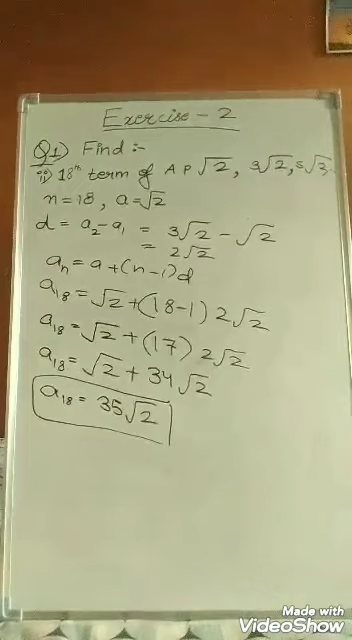 Exercise - 2
Q1) Find :-
ii) 18th term of A P √2, 3√2, 5√2
n = 18, a = √2
d = a₂ - a₁ = 3√2 - √2
= 2√2
aₙ = a + (n-1)d
a₁₈ = √2 + (18-1) 2√2
a₁₈ = √2 + (17) 2√2
a₁₈ = √2 + 34√2
a₁₈ = 35√2
Made with
VideoShow